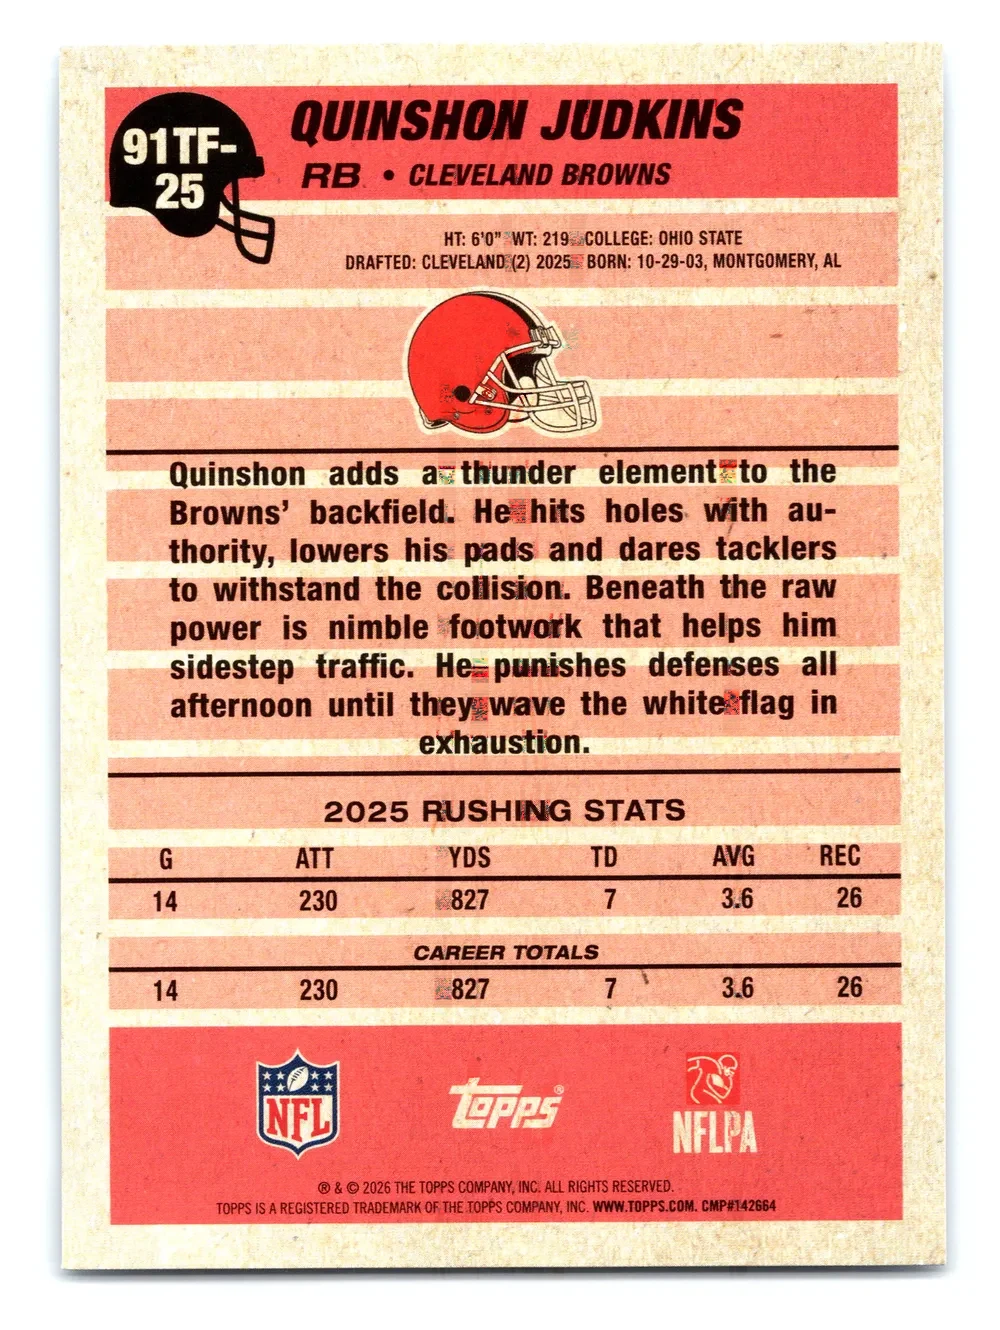 91TF-
25
QUINSHON JUDKINS
RB • CLEVELAND BROWNS
HT: 6'0" WT: 219 COLLEGE: OHIO STATE
DRAFTED: CLEVELAND (2) 2025 BORN: 10-29-03, MONTGOMERY, AL
Quinshon adds a thunder element to the
Browns' backfield. He hits holes with au-
thority, lowers his pads and dares tacklers
to withstand the collision. Beneath the raw
power is nimble footwork that helps him
sidestep traffic. He punishes defenses all
afternoon until they wave the white flag in
exhaustion.
2025 RUSHING STATS
G ATT YDS TD AVG REC
14 230 827 7 3.6 26
CAREER TOTALS
14 230 827 7 3.6 26
NFL
topps®
NFLPA
® & © 2026 THE TOPPS COMPANY, INC. ALL RIGHTS RESERVED.
TOPPS IS A REGISTERED TRADEMARK OF THE TOPPS COMPANY, INC. WWW.TOPPS.COM. CMP#142664